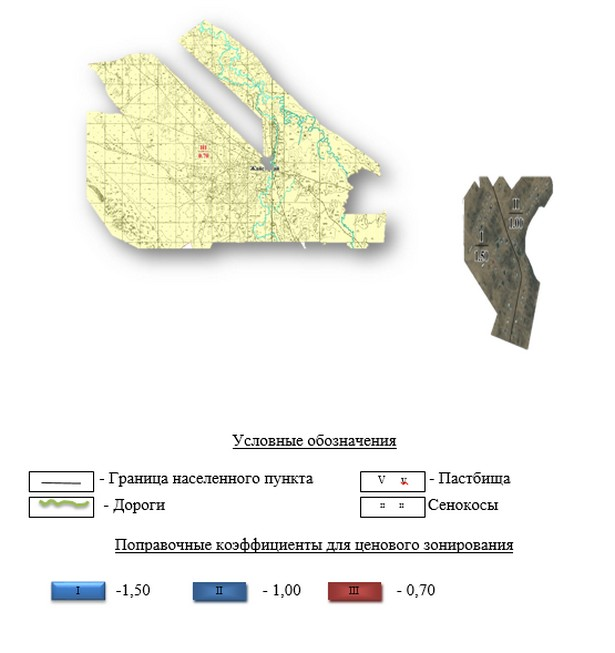 III
0.70
II
1.00
I
1.50
Условные обозначения
- Граница населенного пункта
V v - Пастбища
- Дороги
" " Сенокосы
Поправочные коэффициенты для ценового зонирования
I -1,50 II - 1,00 III - 0,70